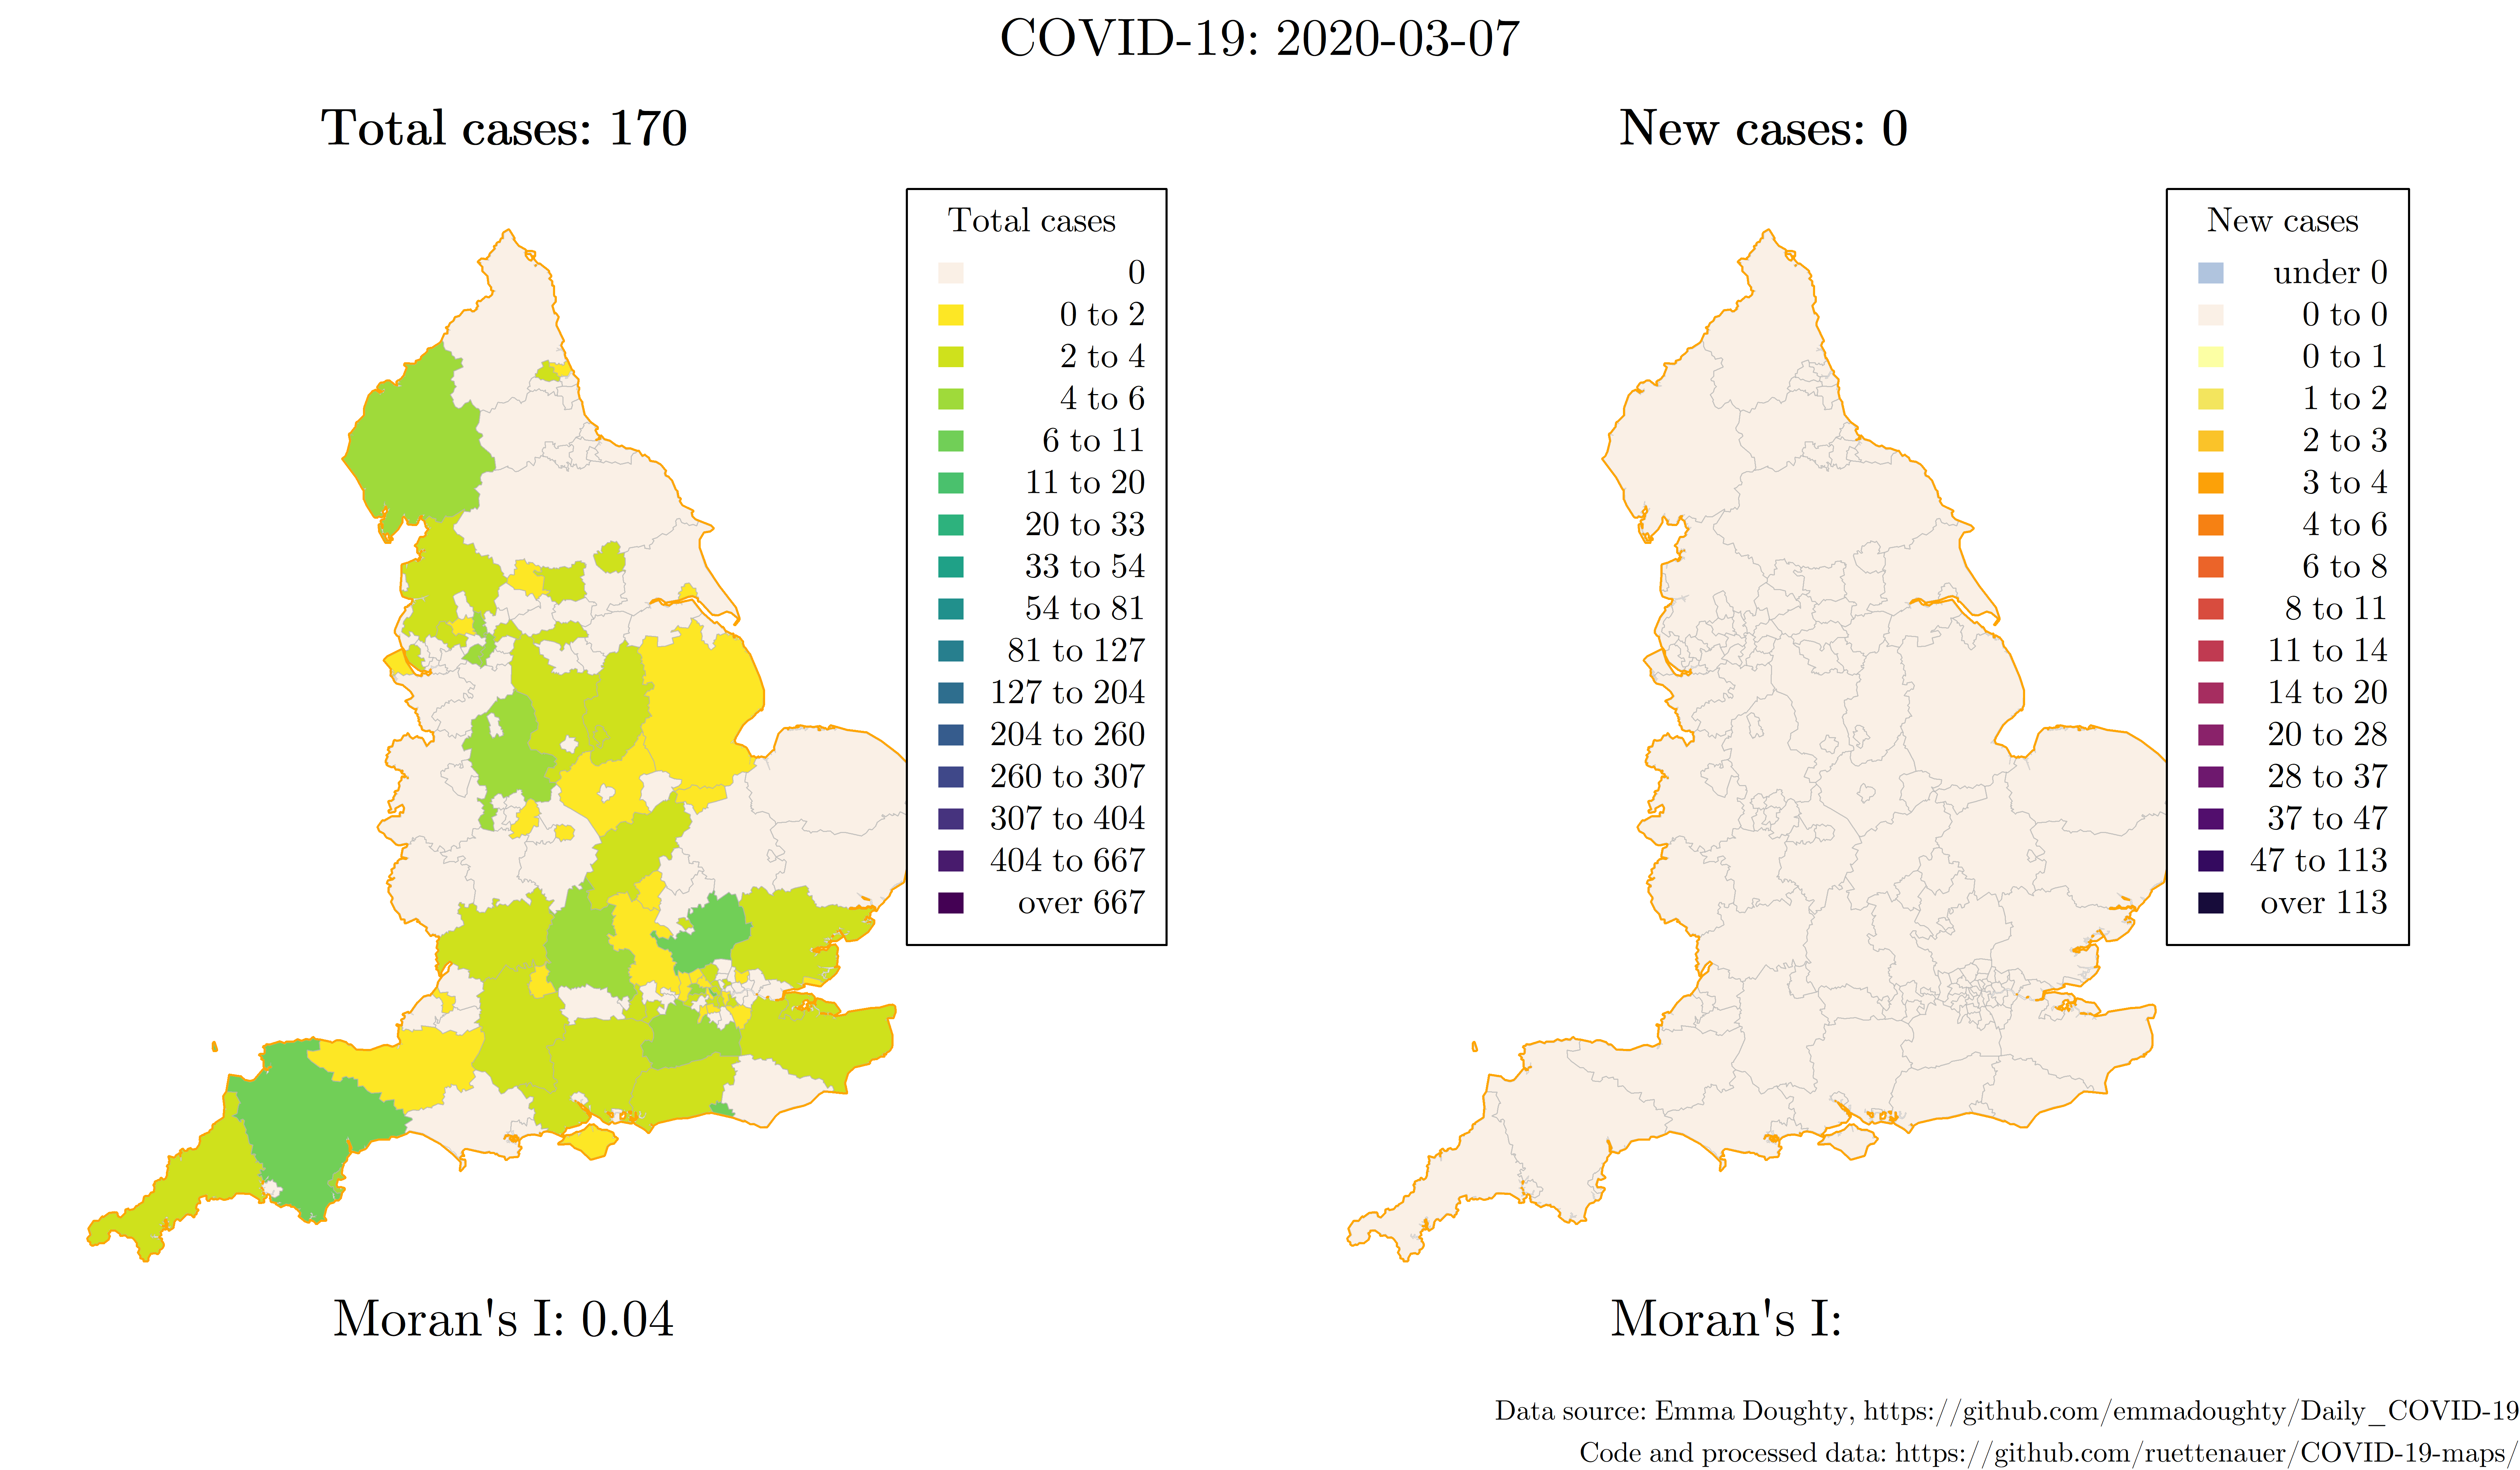 COVID-19: 2020-03-07
Total cases: 170
Total cases
0
0 to 2
2 to 4
4 to 6
6 to 11
11 to 20
20 to 33
33 to 54
54 to 81
81 to 127
127 to 204
204 to 260
260 to 307
307 to 404
404 to 667
over 667
Moran's I: 0.04
New cases: 0
New cases
under 0
0 to 0
0 to 1
1 to 2
2 to 3
3 to 4
4 to 6
6 to 8
8 to 11
11 to 14
14 to 20
20 to 28
28 to 37
37 to 47
47 to 113
over 113
Moran's I:
Data source: Emma Doughty, https://github.com/emmadoughty/Daily_COVID-19
Code and processed data: https://github.com/ruettenauer/COVID-19-maps/